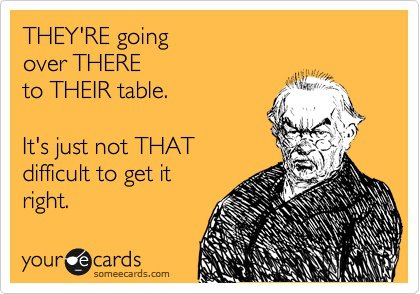 THEY'RE going
over THERE
to THEIR table.
It's just not THAT
difficult to get it
right.
your e cards
someecards.com